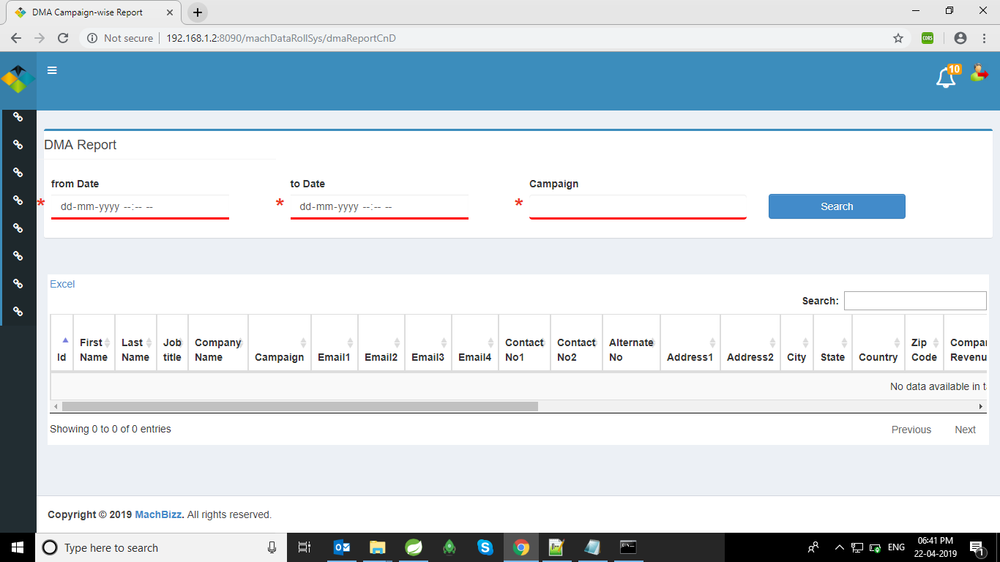 DMA Campaign-wise Report
Not secure 192.168.1.2:8090/machDataRollSys/dmaReportCnD
CORS
10
DMA Report
from Date to Date Campaign
* dd-mm-yyyy --:-- -- * dd-mm-yyyy --:-- -- * Search
Excel
Search:
Id First Name Last Name Job title Company Name Campaign Email1 Email2 Email3 Email4 Contact No1 Contact No2 Alternate No Address1 Address2 City State Country Zip Code Compan Revenu
No data available in t
Showing 0 to 0 of 0 entries Previous Next
Copyright © 2019 MachBizz. All rights reserved.
Type here to search
ENG 06:41 PM
22-04-2019
1